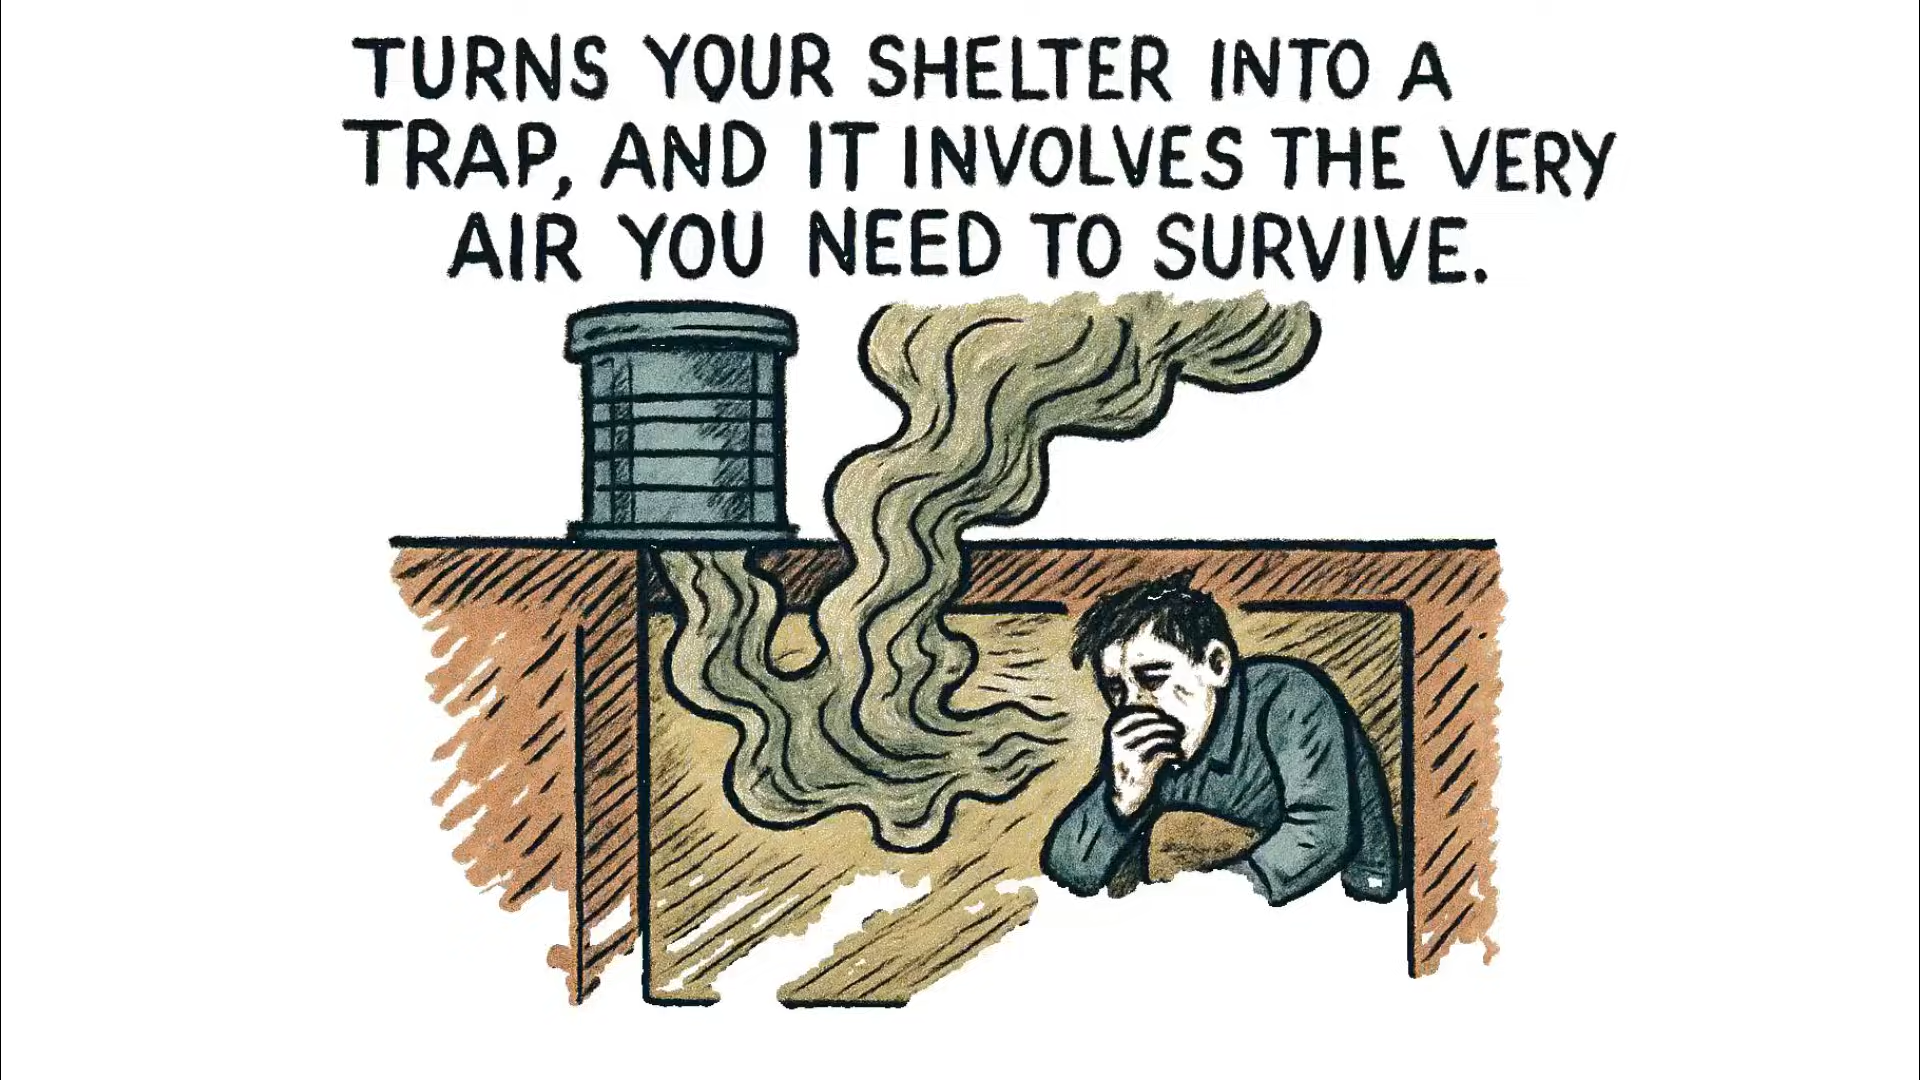 TURNS YOUR SHELTER INTO A
TRAP, AND IT INVOLVES THE VERY
AIR YOU NEED TO SURVIVE.